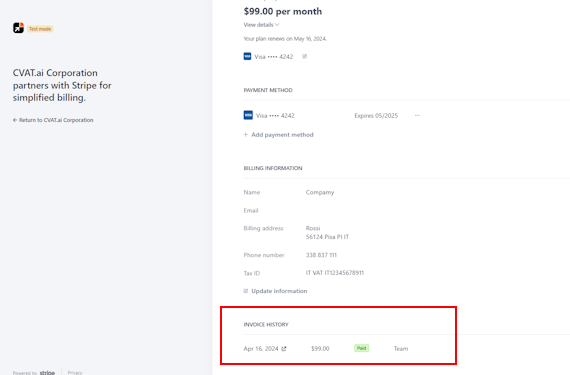 $99.00 per month
View details
Your plan renews on May 16, 2024.
Visa •••• 4242
Test mode
CVAT.ai Corporation
partners with Stripe for
simplified billing.
← Return to CVAT.ai Corporation
PAYMENT METHOD
VISA Visa •••• 4242 Expires 05/2025 ···
+ Add payment method
BILLING INFORMATION
Name Compamy
Email
Billing address Rossi
56124 Pisa PI IT
Phone number 338 837 111
Tax ID IT VAT IT12345678911
Update information
INVOICE HISTORY
Apr 16, 2024 $99.00 Paid Team
Powered by stripe | Privacy